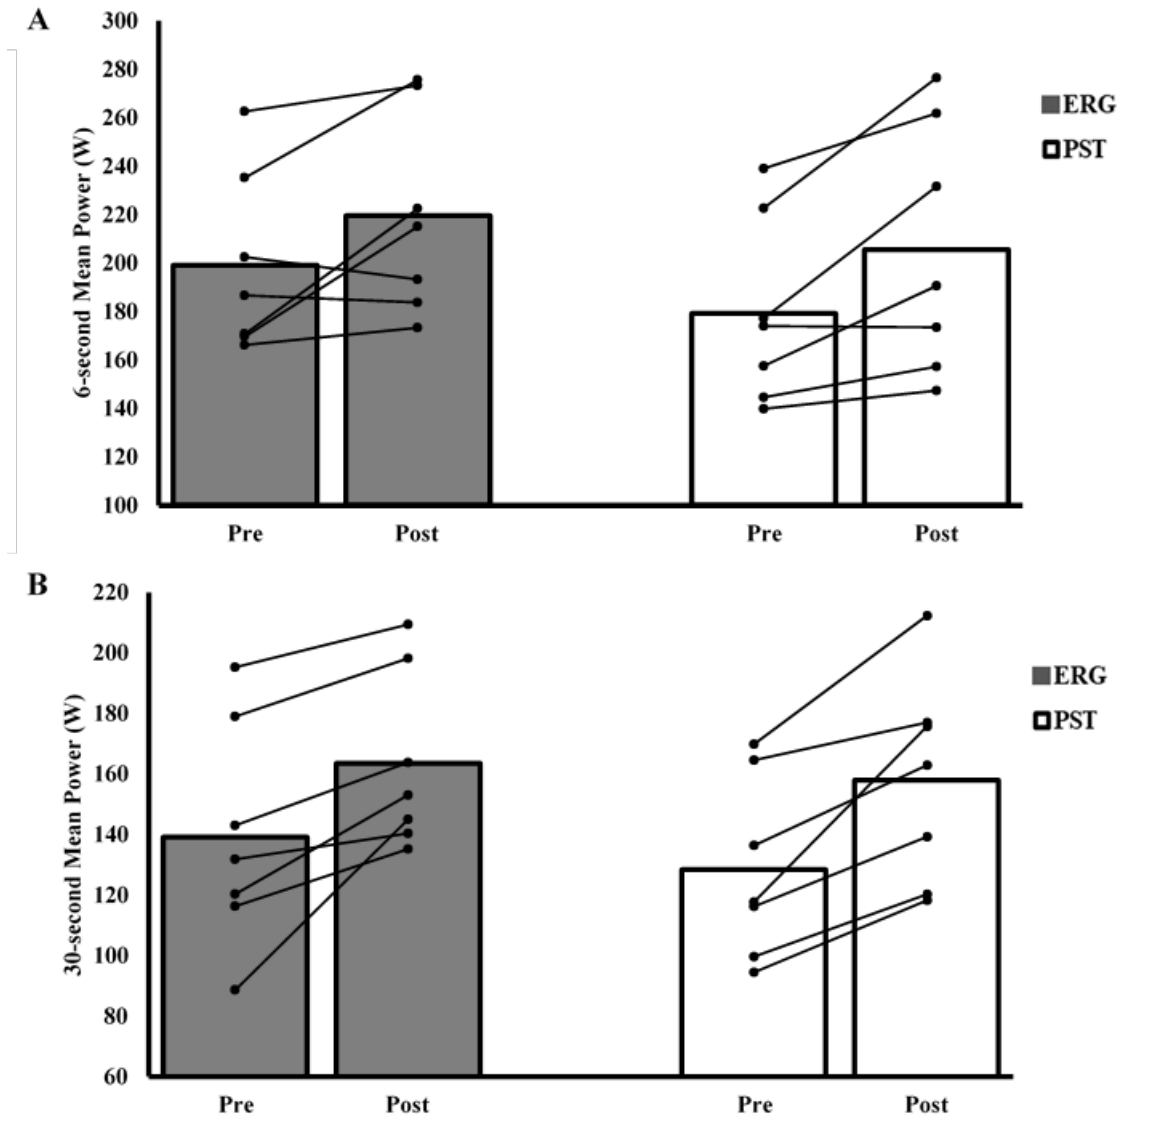 A
300
280
260
240
220
200
180
160
140
120
100
6-second Mean Power (W)
ERG
PST
Pre Post Pre Post
B
220
200
180
160
140
120
100
80
60
30-second Mean Power (W)
ERG
PST
Pre Post Pre Post